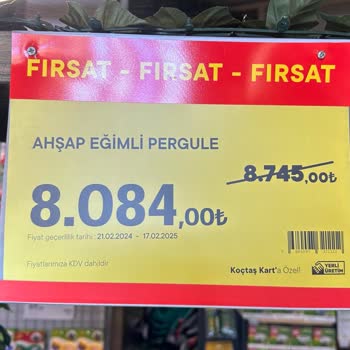 FIRSAT - FIRSAT - FIRSAT
AHŞAP EĞİMLİ PERGULE
8.745,00₺
8.084,00₺
Fiyat geçerlilik tarihi : 21.02.2024 - 17.02.2025
Fiyatlarımıza KDV dahildir
Koçtaş Kart'a Özel!
YERLİ
ÜRETİM